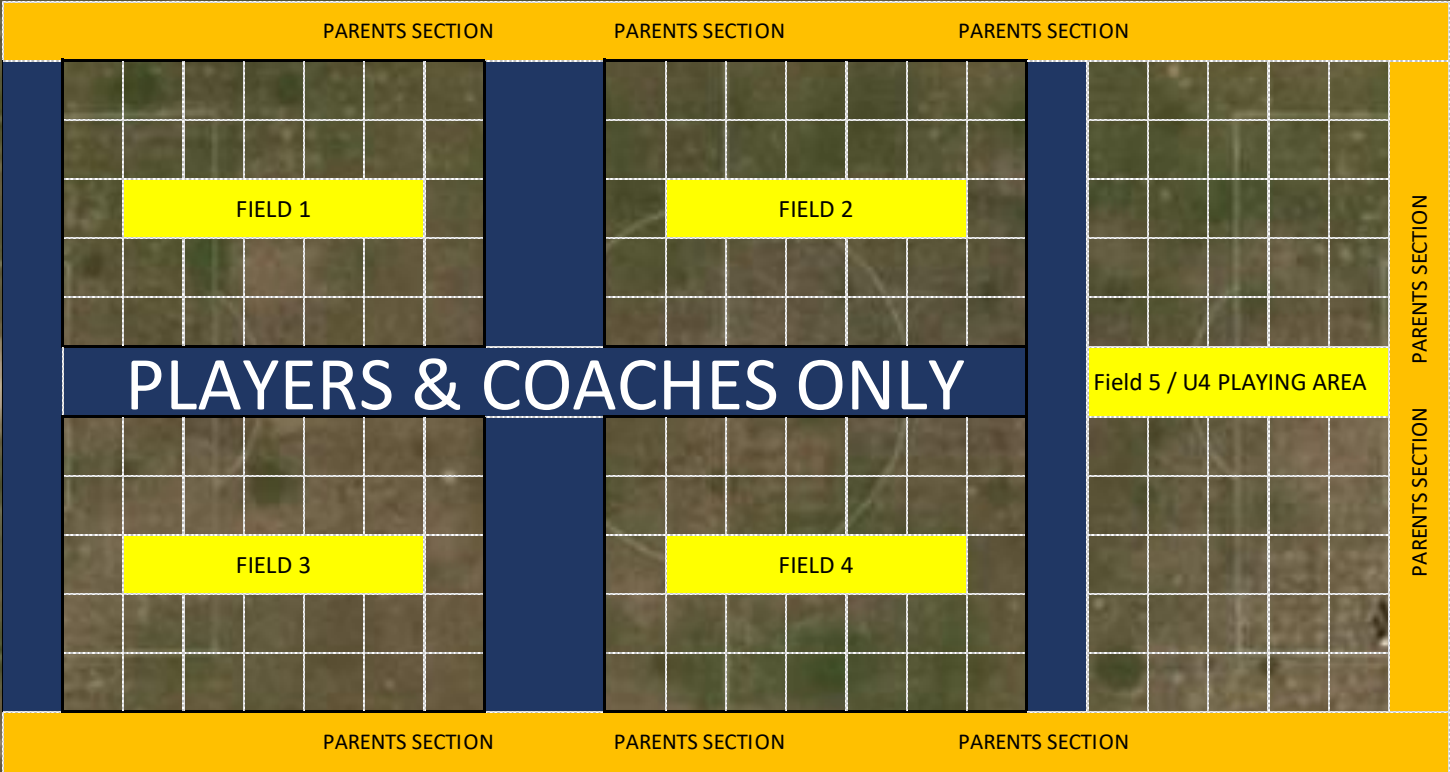 PARENTS SECTION PARENTS SECTION PARENTS SECTION
FIELD 1 FIELD 2
PARENTS SECTION
PLAYERS & COACHES ONLY
Field 5 / U4 PLAYING AREA
PARENTS SECTION
FIELD 3 FIELD 4
PARENTS SECTION PARENTS SECTION PARENTS SECTION